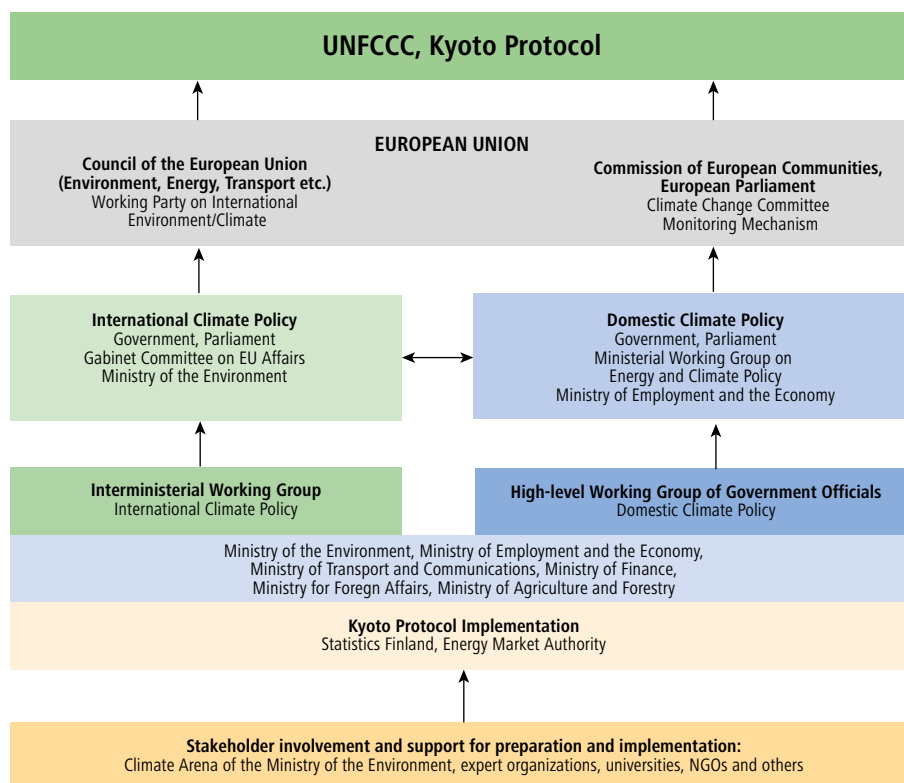 UNFCCC, Kyoto Protocol
EUROPEAN UNION
Council of the European Union
(Environment, Energy, Transport etc.)
Working Party on International
Environment/Climate
Commission of European Communities,
European Parliament
Climate Change Committee
Monitoring Mechanism
International Climate Policy
Government, Parliament
Gabinet Committee on EU Affairs
Ministry of the Environment
Domestic Climate Policy
Government, Parliament
Ministerial Working Group on
Energy and Climate Policy
Ministry of Employment and the Economy
Interministerial Working Group
International Climate Policy
High-level Working Group of Government Officials
Domestic Climate Policy
Ministry of the Environment, Ministry of Employment and the Economy,
Ministry of Transport and Communications, Ministry of Finance,
Ministry for Foregn Affairs, Ministry of Agriculture and Forestry
Kyoto Protocol Implementation
Statistics Finland, Energy Market Authority
Stakeholder involvement and support for preparation and implementation:
Climate Arena of the Ministry of the Environment, expert organizations, universities, NGOs and others